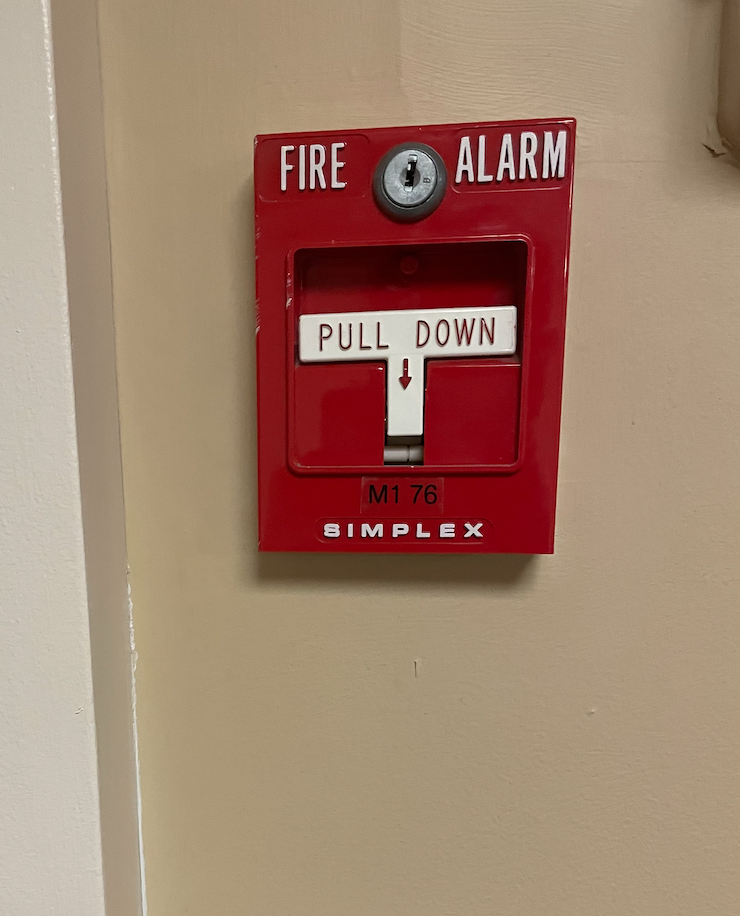 FIRE ALARM
PULL DOWN
M1 76
SIMPLEX